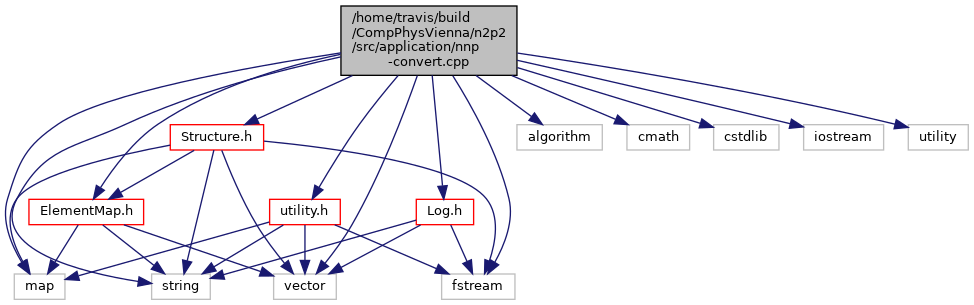 /home/travis/build
/CompPhysVienna/n2p2
/src/application/nnp
-convert.cpp
Structure.h
algorithm
cmath
cstdlib
iostream
utility
ElementMap.h
utility.h
Log.h
map
string
vector
fstream